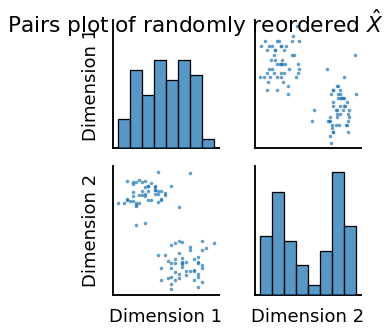 Pairs plot of randomly reordered X̂
Dimension 1
Dimension 2
Dimension 1
Dimension 2